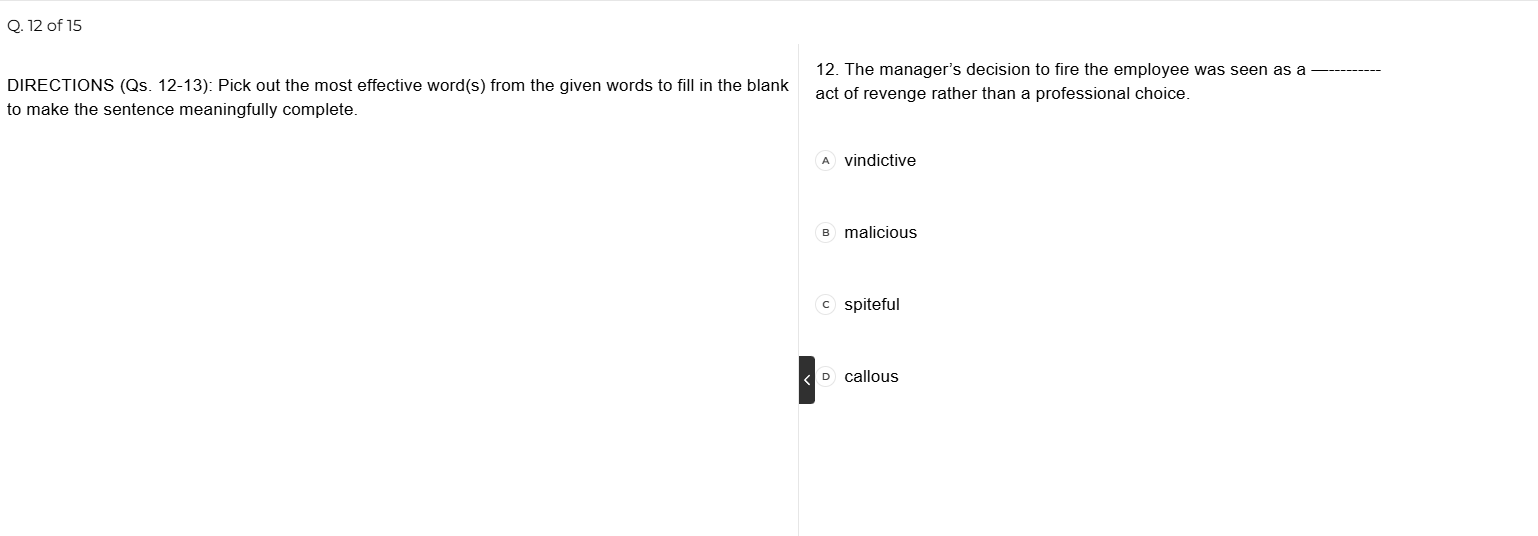 Q. 12 of 15
DIRECTIONS (Qs. 12-13): Pick out the most effective word(s) from the given words to fill in the blank
to make the sentence meaningfully complete.
12. The manager’s decision to fire the employee was seen as a —----------
act of revenge rather than a professional choice.
A vindictive
B malicious
C spiteful
D callous